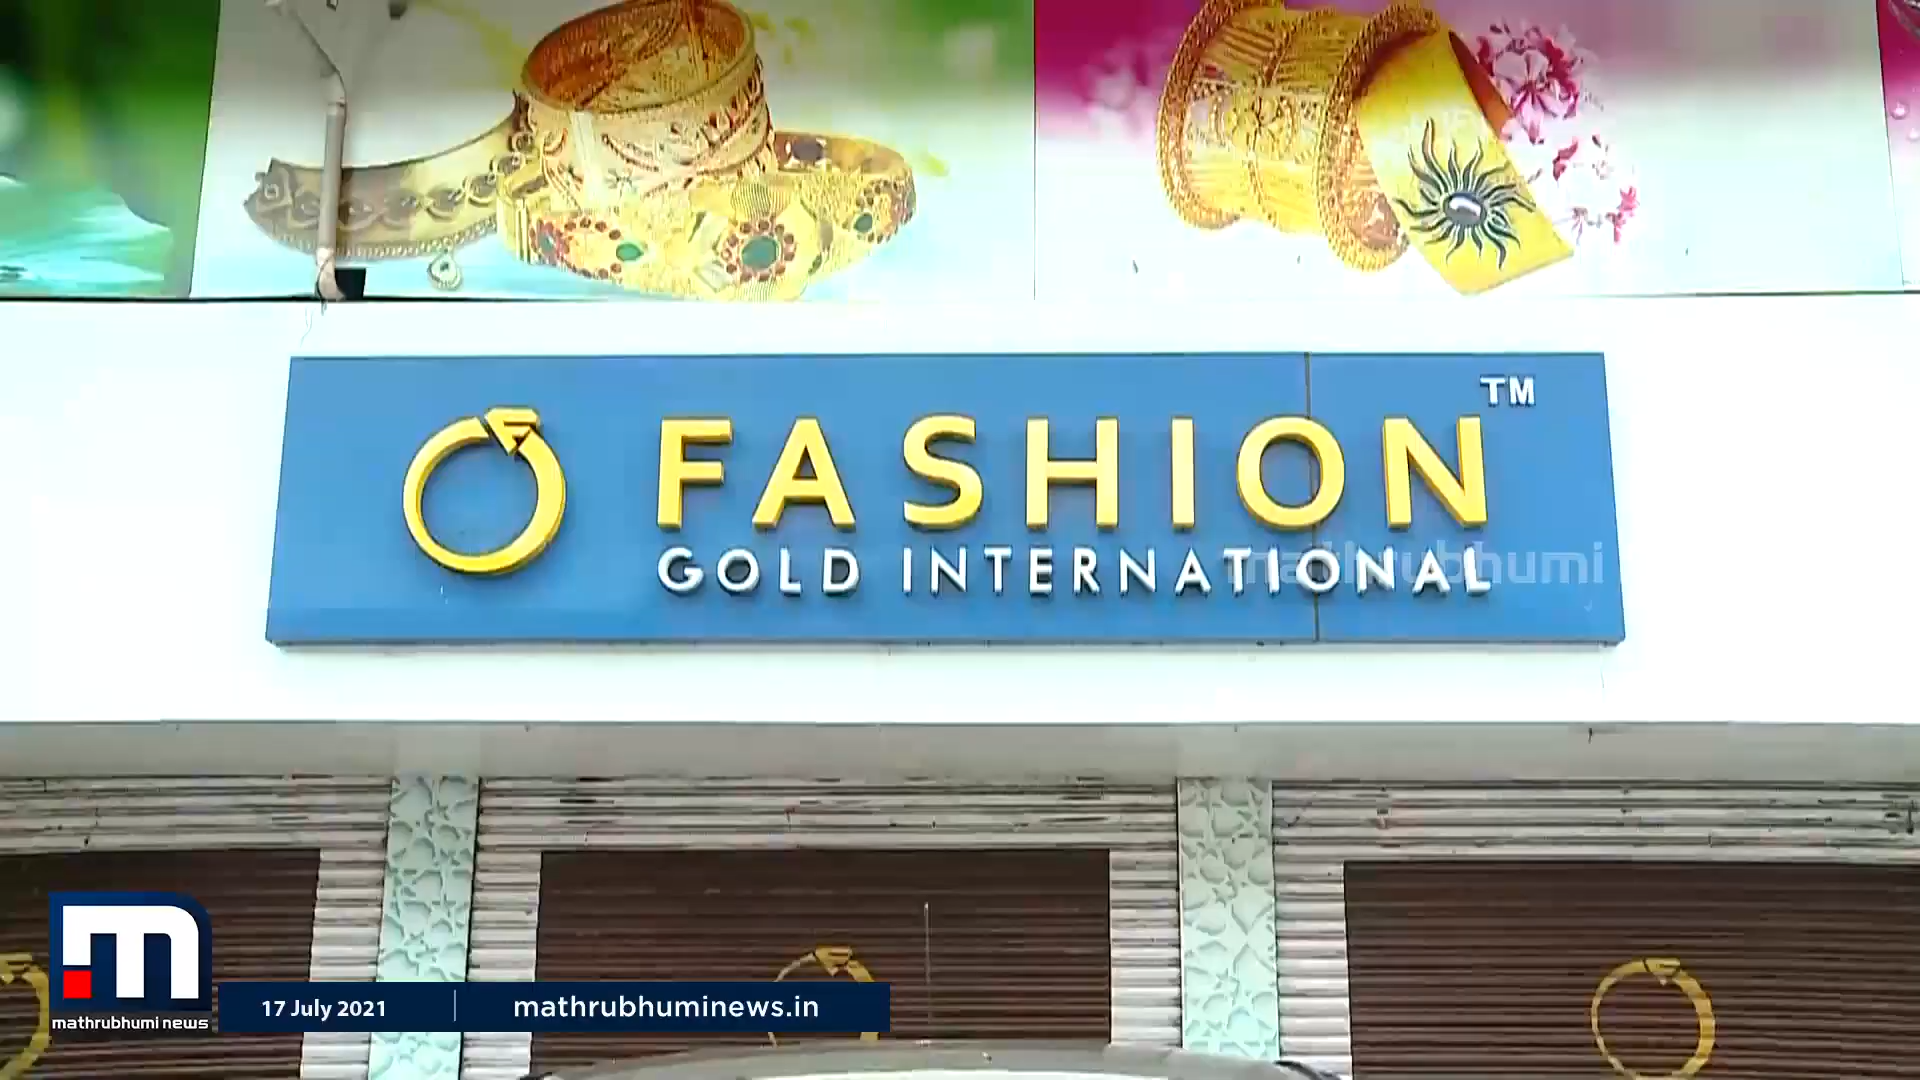 TM
FASHION
GOLD INTERNATIONAL
mathrubhumi
17 July 2021
mathrubhuminews.in
mathrubhumi news